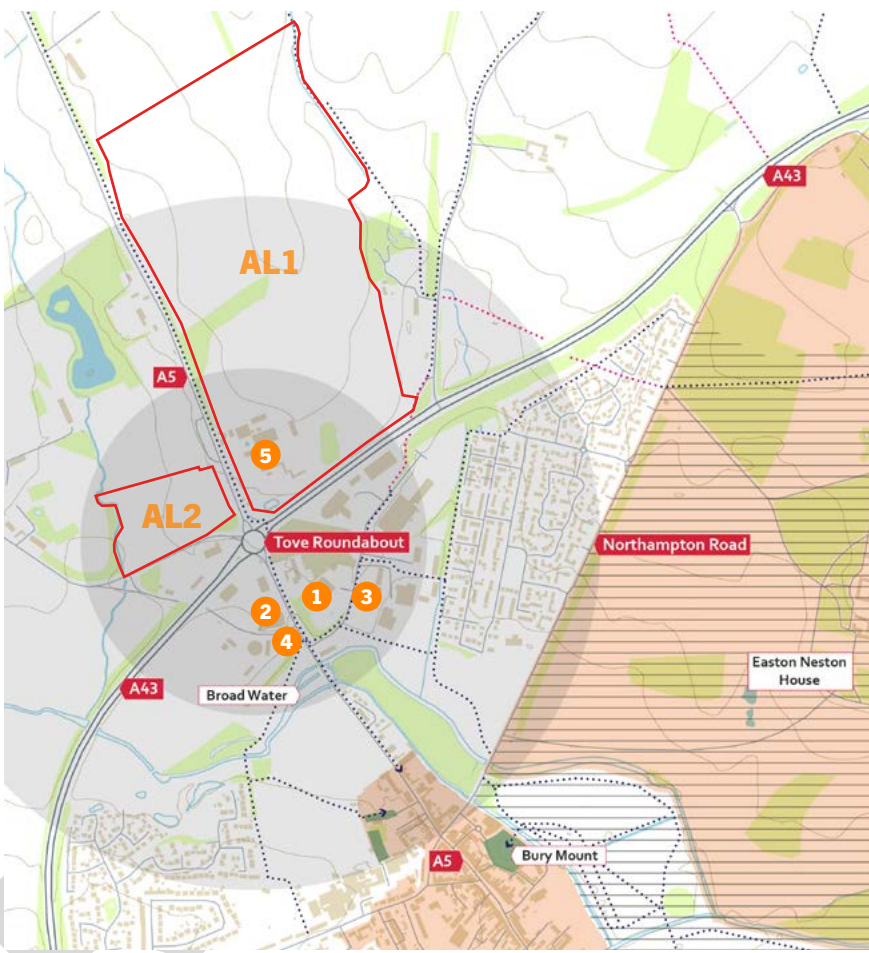 A43
AL1
A5
5
AL2
Tove Roundabout
Northampton Road
1
3
2
4
Easton Neston
House
A43
Broad Water
A5
Bury Mount